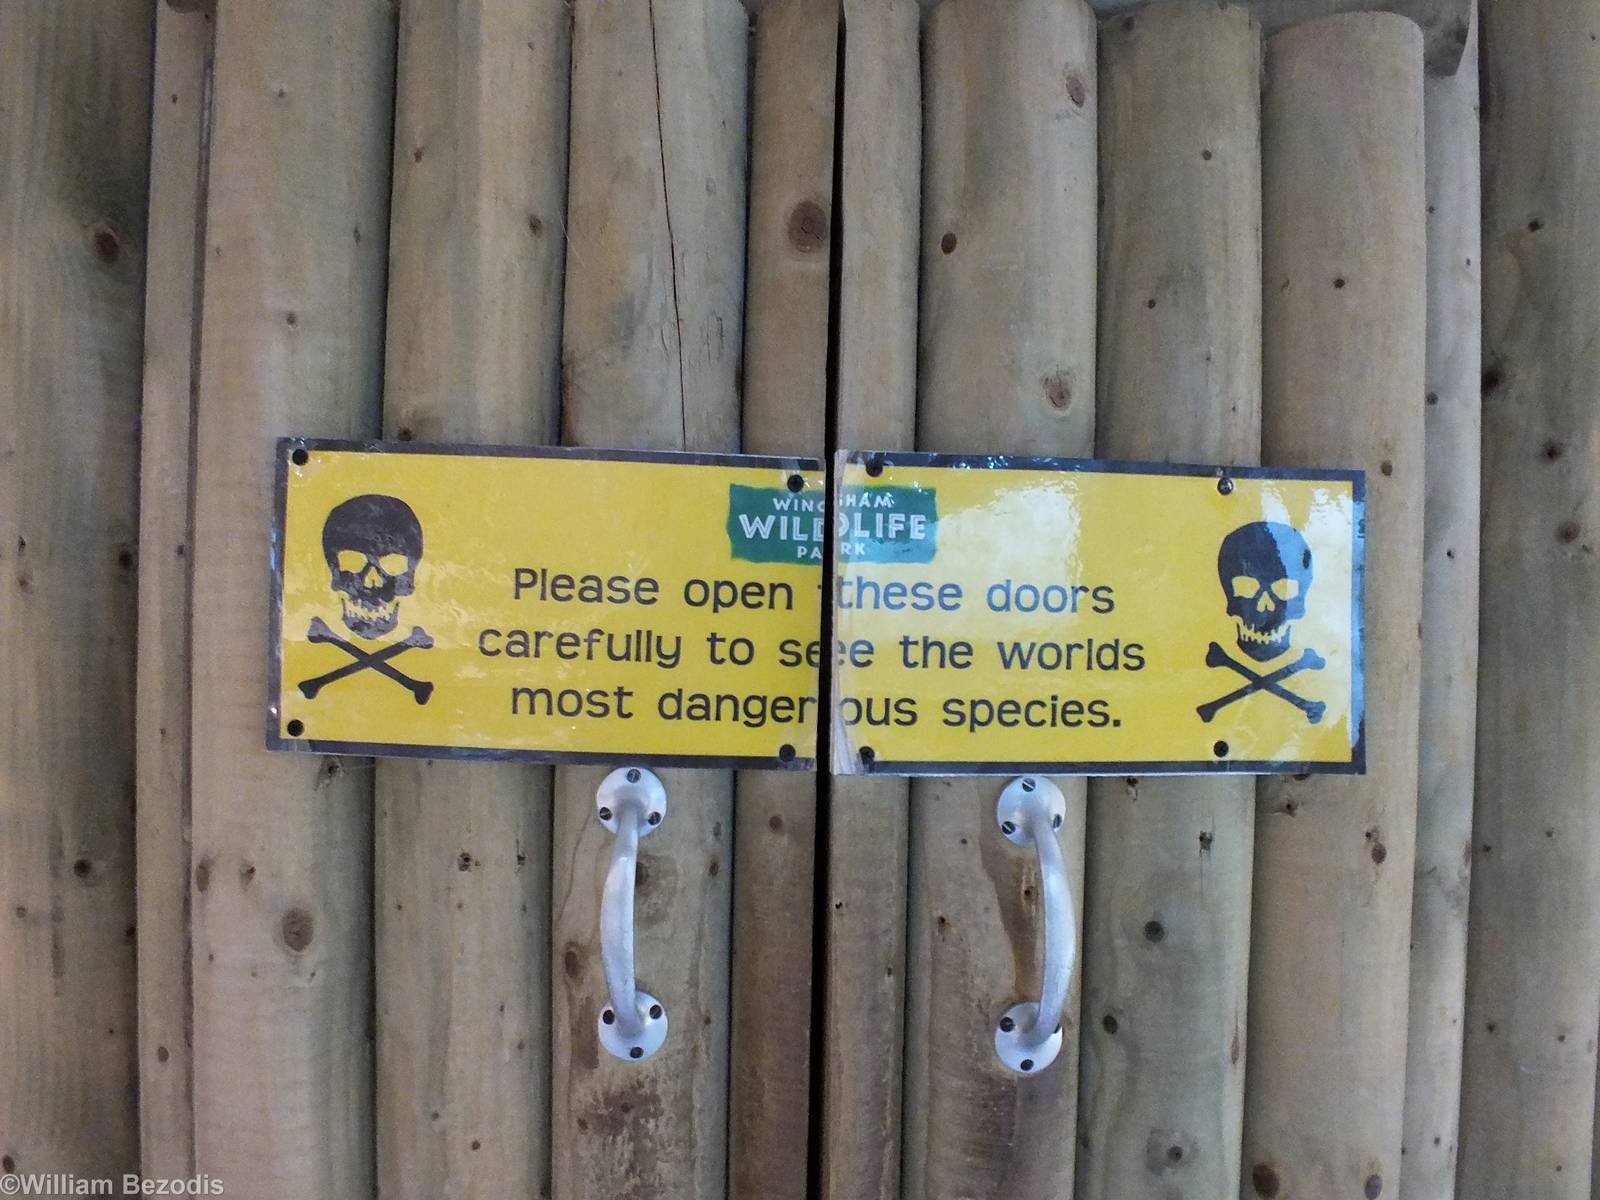 WINGHAM
WILDLIFE
PARK
Please open these doors
carefully to see the worlds
most dangerous species.
©William Bezodis